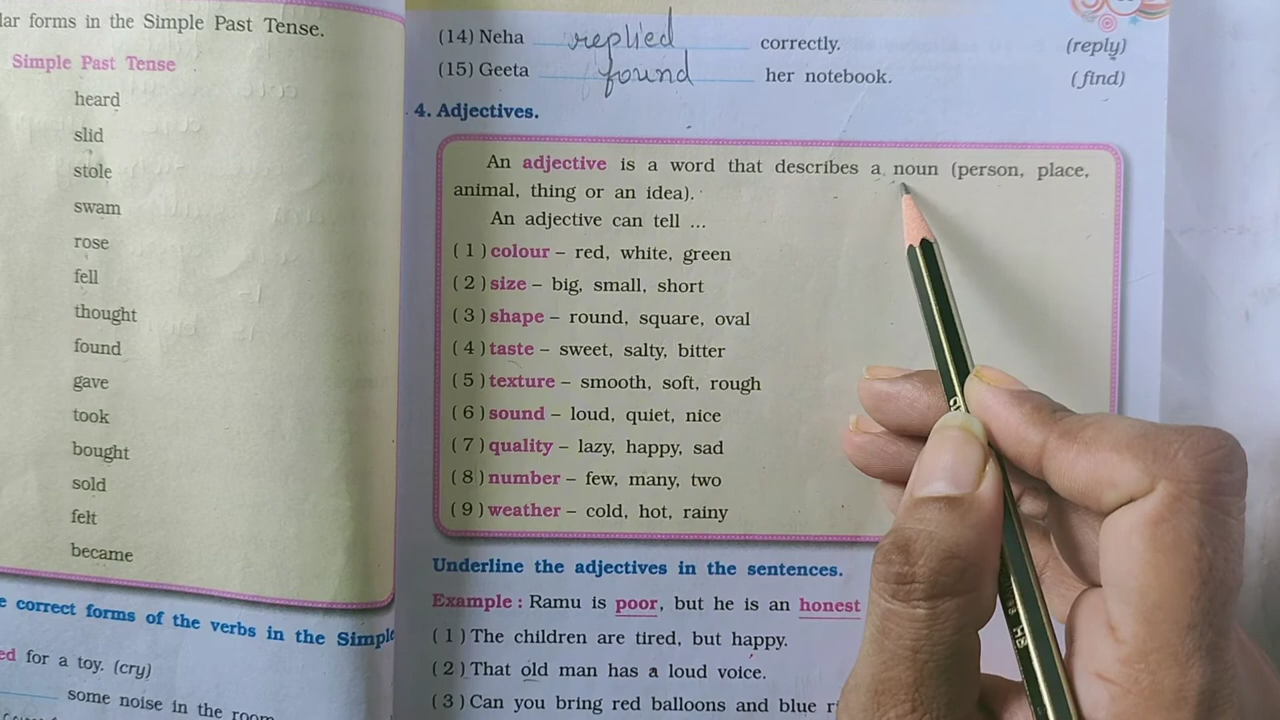 lar forms in the Simple Past Tense.
Simple Past Tense
heard
slid
stole
swam
rose
fell
thought
found
gave
took
bought
sold
felt
became
e correct forms of the verbs in the Simple
ed for a toy. (cry)
some noise in the room
(14) Neha replied correctly. (reply)
(15) Geeta found her notebook. (find)
4. Adjectives.
An adjective is a word that describes a noun (person, place,
animal, thing or an idea).
An adjective can tell ...
(1) colour – red, white, green
(2) size – big, small, short
(3) shape – round, square, oval
(4) taste – sweet, salty, bitter
(5) texture – smooth, soft, rough
(6) sound – loud, quiet, nice
(7) quality – lazy, happy, sad
(8) number – few, many, two
(9) weather – cold, hot, rainy
Underline the adjectives in the sentences.
Example : Ramu is poor, but he is an honest
(1) The children are tired, but happy.
(2) That old man has a loud voice.
(3) Can you bring red balloons and blue
HB